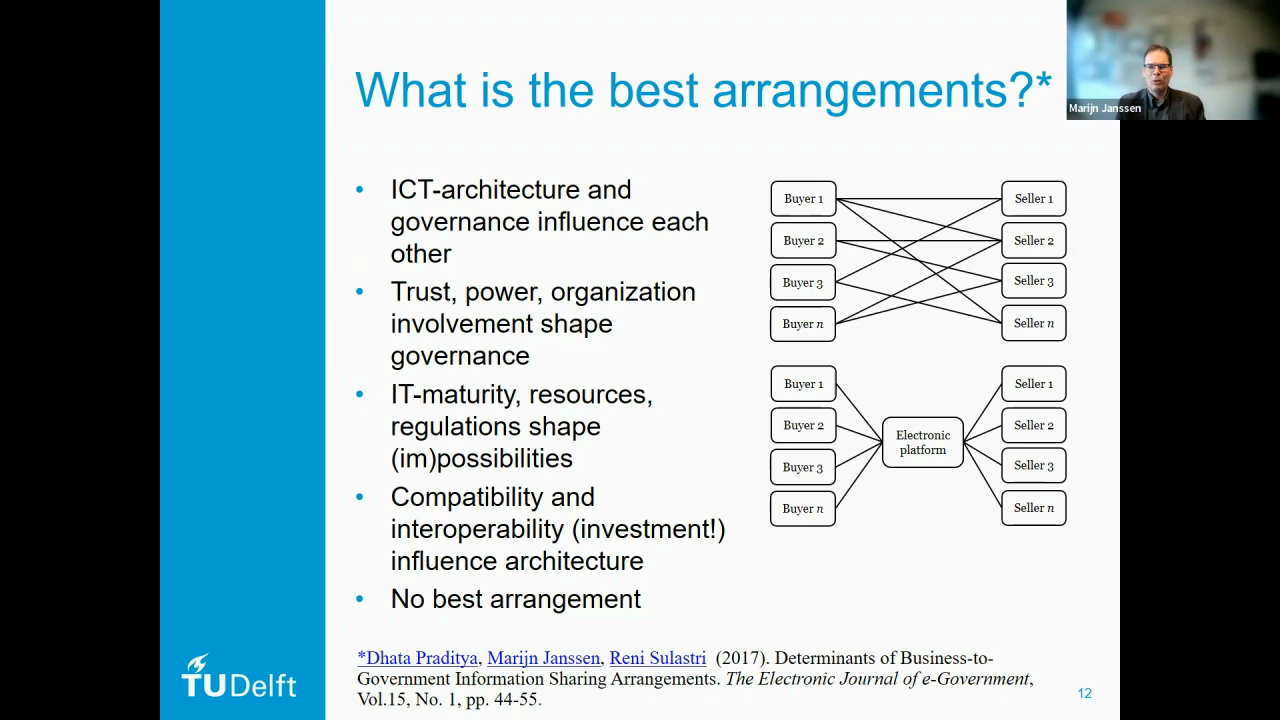 What is the best arrangements?*
Marijn Janssen
• ICT-architecture and
governance influence each
other
• Trust, power, organization
involvement shape
governance
• IT-maturity, resources,
regulations shape
(im)possibilities
• Compatibility and
interoperability (investment!)
influence architecture
• No best arrangement
Buyer 1
Seller 1
Buyer 2
Seller 2
Buyer 3
Seller 3
Buyer n
Seller n
Buyer 1
Seller 1
Buyer 2
Seller 2
Electronic
platform
Buyer 3
Seller 3
Buyer n
Seller n
*Dhata Praditya, Marijn Janssen, Reni Sulastri (2017). Determinants of Business-to-
Government Information Sharing Arrangements. The Electronic Journal of e-Government,
Vol.15, No. 1, pp. 44-55.
TUDelft
12